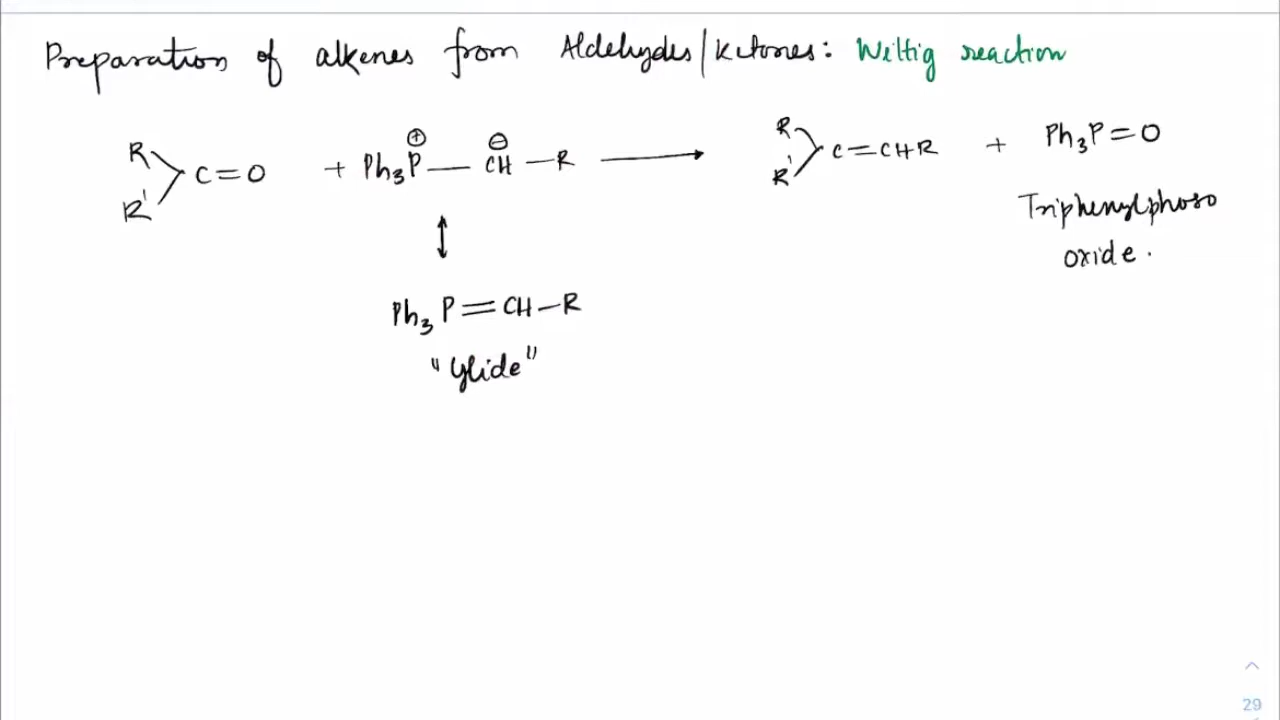 Preparation of alkenes from Aldehydes/Ketones: Wittig reaction
R
R'
C=O + Ph₃P⊕—CH⊖—R ⟶
R
R'
C=CHR + Ph₃P=O
Triphenylphoso
oxide.
↕
Ph₃P=CH—R
"Ylide"
29